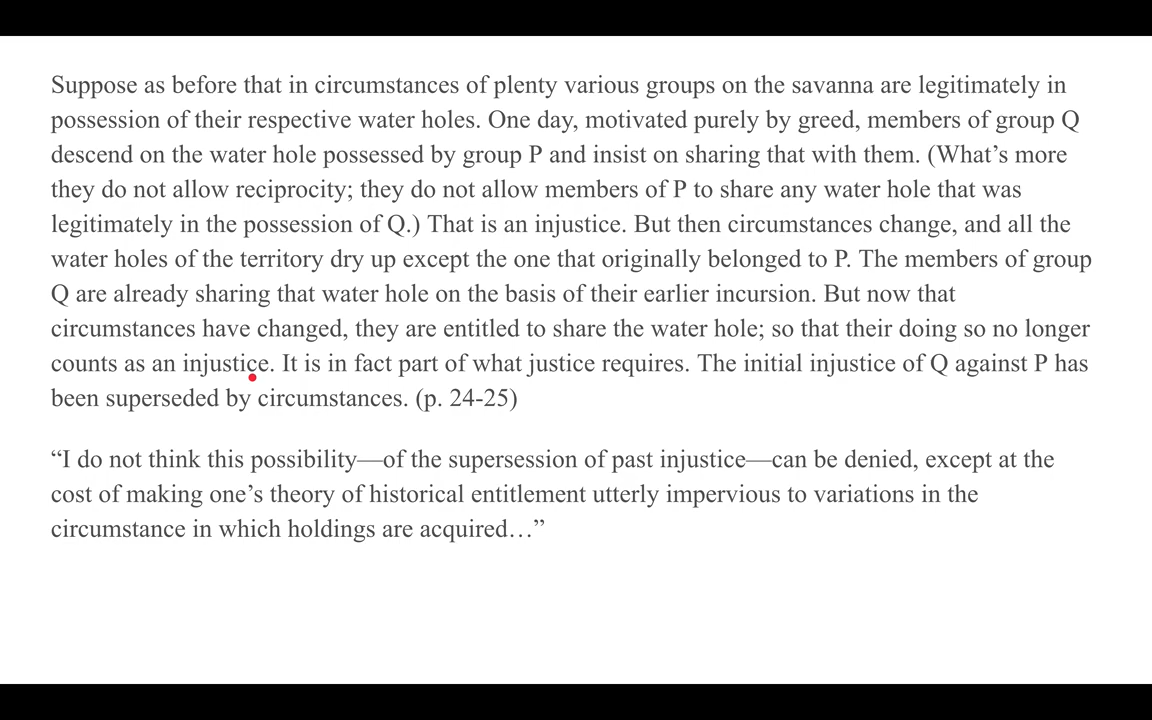 Suppose as before that in circumstances of plenty various groups on the savanna are legitimately in
possession of their respective water holes. One day, motivated purely by greed, members of group Q
descend on the water hole possessed by group P and insist on sharing that with them. (What’s more
they do not allow reciprocity; they do not allow members of P to share any water hole that was
legitimately in the possession of Q.) That is an injustice. But then circumstances change, and all the
water holes of the territory dry up except the one that originally belonged to P. The members of group
Q are already sharing that water hole on the basis of their earlier incursion. But now that
circumstances have changed, they are entitled to share the water hole; so that their doing so no longer
counts as an injustice. It is in fact part of what justice requires. The initial injustice of Q against P has
been superseded by circumstances. (p. 24-25)
“I do not think this possibility—of the supersession of past injustice—can be denied, except at the
cost of making one’s theory of historical entitlement utterly impervious to variations in the
circumstance in which holdings are acquired…”